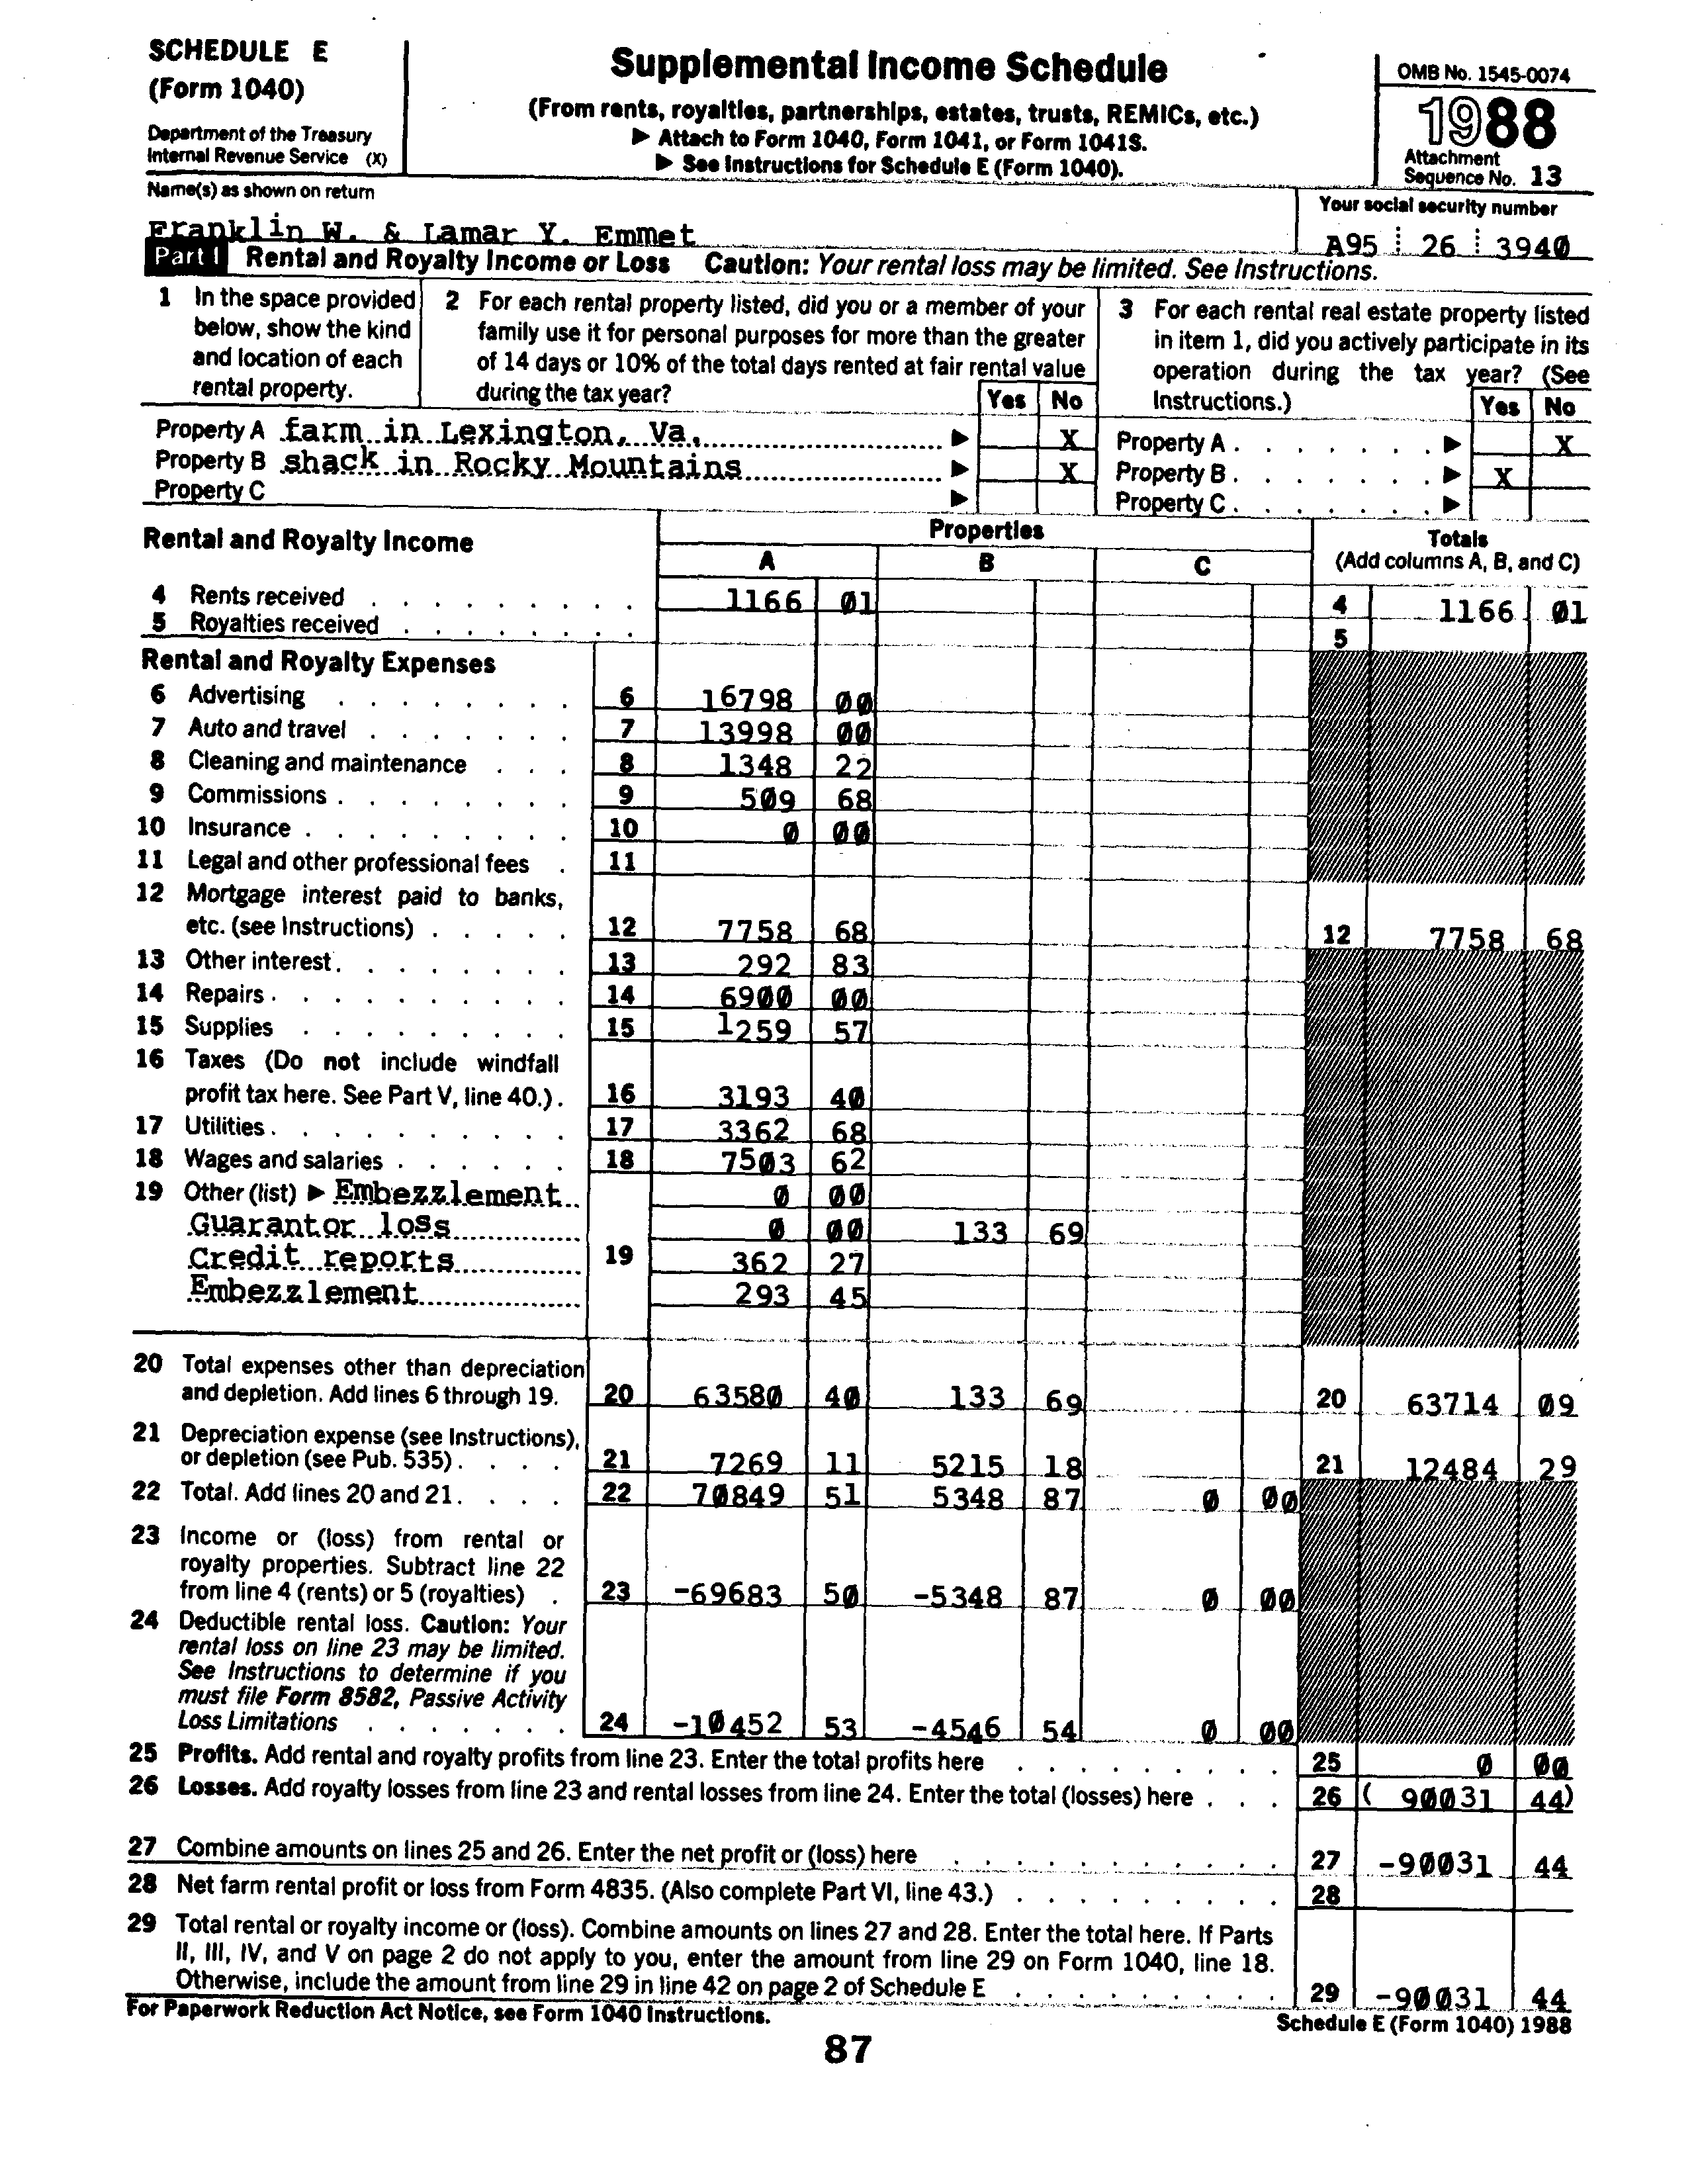 SCHEDULE E
(Form 1040)
Department of the Treasury
Internal Revenue Service (X)
Supplemental Income Schedule
(From rents, royalties, partnerships, estates, trusts, REMICs, etc.)
▶ Attach to Form 1040, Form 1041, or Form 1041S.
▶ See Instructions for Schedule E (Form 1040).
OMB No. 1545-0074
1988
Attachment
Sequence No. 13
Name(s) as shown on return
Franklin W. & Lamar Y. Emmet
Your social security number
A95 26 3940
Part I Rental and Royalty Income or Loss Caution: Your rental loss may be limited. See Instructions.
1 In the space provided
below, show the kind
and location of each
rental property.
2 For each rental property listed, did you or a member of your
family use it for personal purposes for more than the greater
of 14 days or 10% of the total days rented at fair rental value
during the tax year?
Yes No
3 For each rental real estate property listed
in item 1, did you actively participate in its
operation during the tax year? (See
Instructions.)
Yes No
Property A farm in Lexington, Va. ▶ X Property A . . . . . . . ▶ X
Property B shack in Rocky Mountains ▶ X Property B . . . . . . . ▶ X
Property C ▶ Property C . . . . . . . ▶
Rental and Royalty Income
Properties
A B C
Totals
(Add columns A, B, and C)
4 Rents received . . . . . . . . 1166 01 4 1166 01
5 Royalties received . . . . . . . 5
Rental and Royalty Expenses
6 Advertising . . . . . . . . 6 16798 00
7 Auto and travel . . . . . . . 7 13998 00
8 Cleaning and maintenance . . . 8 1348 22
9 Commissions . . . . . . . . 9 509 68
10 Insurance . . . . . . . . . 10 0 00
11 Legal and other professional fees . 11
12 Mortgage interest paid to banks,
etc. (see Instructions) . . . . . 12 7758 68 12 7758 68
13 Other interest . . . . . . . . 13 292 83
14 Repairs . . . . . . . . . . 14 6900 00
15 Supplies . . . . . . . . . 15 1259 57
16 Taxes (Do not include windfall
profit tax here. See Part V, line 40.) . 16 3193 40
17 Utilities . . . . . . . . . . 17 3362 68
18 Wages and salaries . . . . . . 18 7503 62
19 Other (list) ▶ Embezzlement 0 00
Guarantor loss 0 00 133 69
Credit reports 19 362 27
Embezzlement 293 45
20 Total expenses other than depreciation
and depletion. Add lines 6 through 19. 20 63580 40 133 69 20 63714 09
21 Depreciation expense (see Instructions),
or depletion (see Pub. 535) . . . . 21 7269 11 5215 18 21 12484 29
22 Total. Add lines 20 and 21 . . . . 22 70849 51 5348 87 0 00
23 Income or (loss) from rental or
royalty properties. Subtract line 22
from line 4 (rents) or 5 (royalties) . 23 -69683 50 -5348 87 0 00
24 Deductible rental loss. Caution: Your
rental loss on line 23 may be limited.
See Instructions to determine if you
must file Form 8582, Passive Activity
Loss Limitations . . . . . . . 24 -10452 53 -4546 54 0 00
25 Profits. Add rental and royalty profits from line 23. Enter the total profits here . . . . . . . . . 25 0 00
26 Losses. Add royalty losses from line 23 and rental losses from line 24. Enter the total (losses) here . . . 26 ( 90031 44)
27 Combine amounts on lines 25 and 26. Enter the net profit or (loss) here . . . . . . . . . . . 27 -90031 44
28 Net farm rental profit or loss from Form 4835. (Also complete Part VI, line 43.) . . . . . . . . . 28
29 Total rental or royalty income or (loss). Combine amounts on lines 27 and 28. Enter the total here. If Parts
II, III, IV, and V on page 2 do not apply to you, enter the amount from line 29 on Form 1040, line 18.
Otherwise, include the amount from line 29 in line 42 on page 2 of Schedule E . . . . . . . . . 29 -90031 44
For Paperwork Reduction Act Notice, see Form 1040 Instructions.
Schedule E (Form 1040) 1988
87